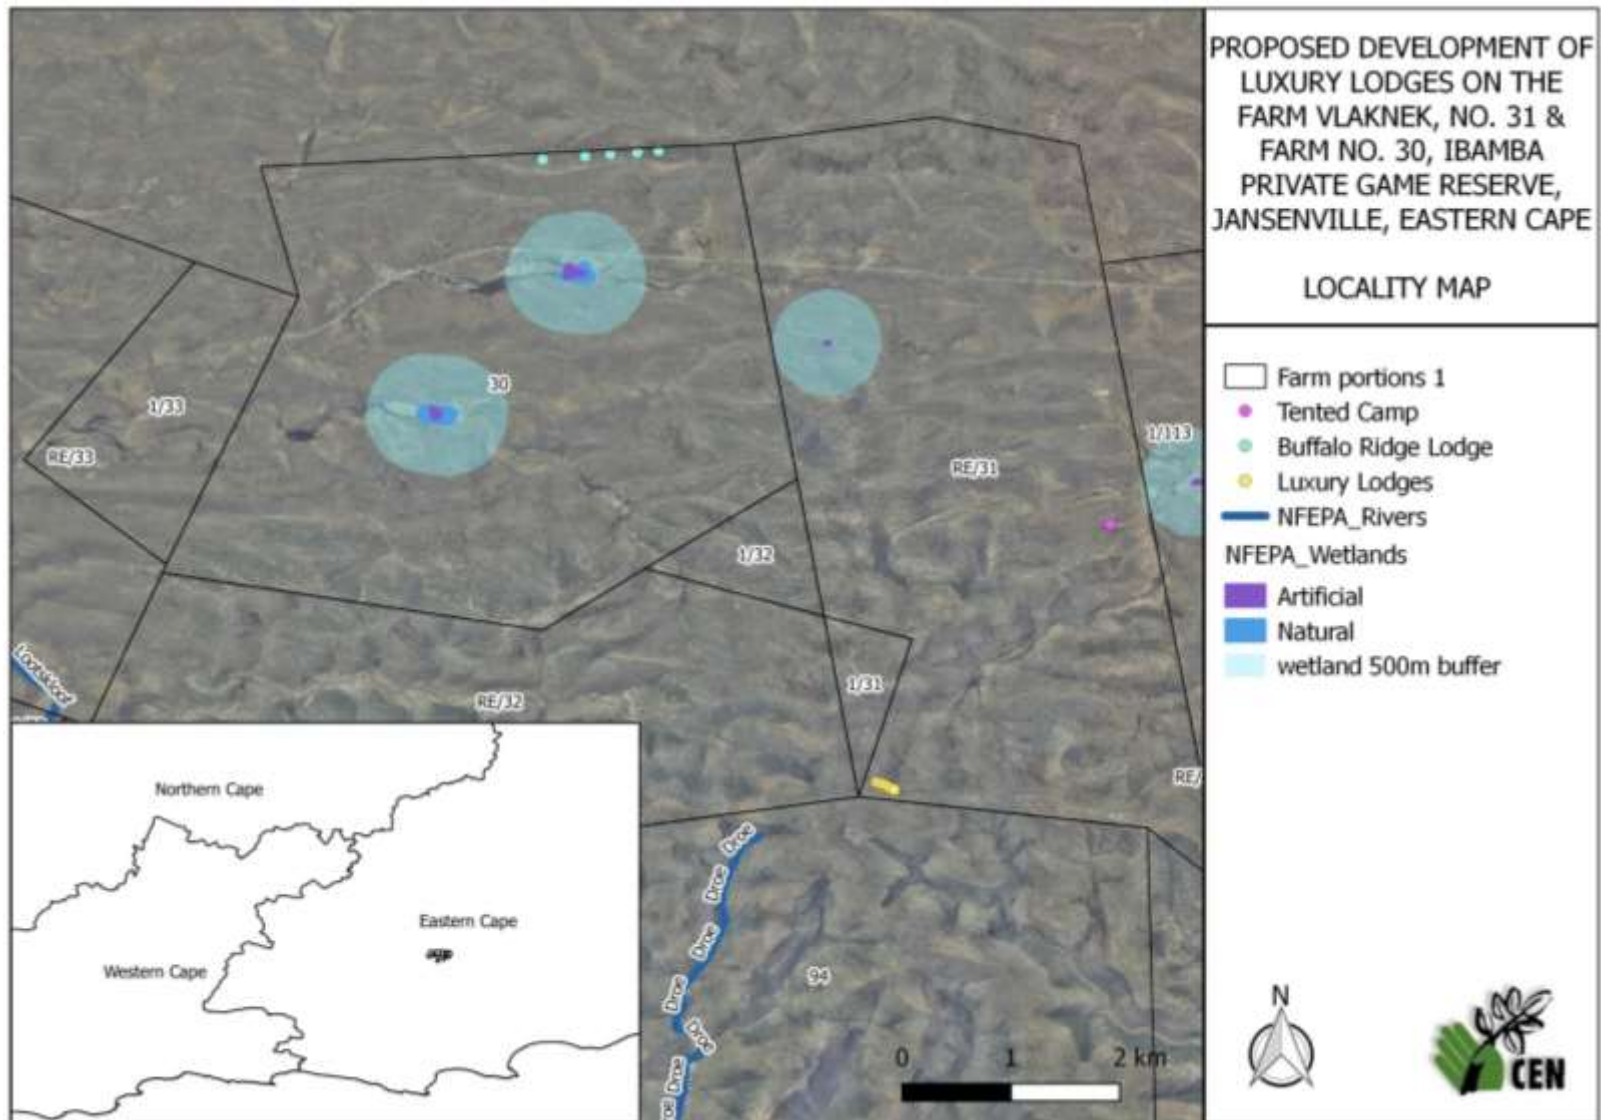 PROPOSED DEVELOPMENT OF
LUXURY LODGES ON THE
FARM VLAKNEK, NO. 31 &
FARM NO. 30, IBAMBA
PRIVATE GAME RESERVE,
JANSENVILLE, EASTERN CAPE
LOCALITY MAP
Farm portions 1
Tented Camp
Buffalo Ridge Lodge
Luxury Lodges
NFEPA_Rivers
NFEPA_Wetlands
Artificial
Natural
wetland 500m buffer
30
1/33
RE/33
1/113
RE/31
1/32
1/31
RE/32
RE/
Lootskloof
Droe
Droe
Droe
Droe
Droe
Droe
94
Northern Cape
Eastern Cape
Western Cape
0 1 2 km
N
CEN